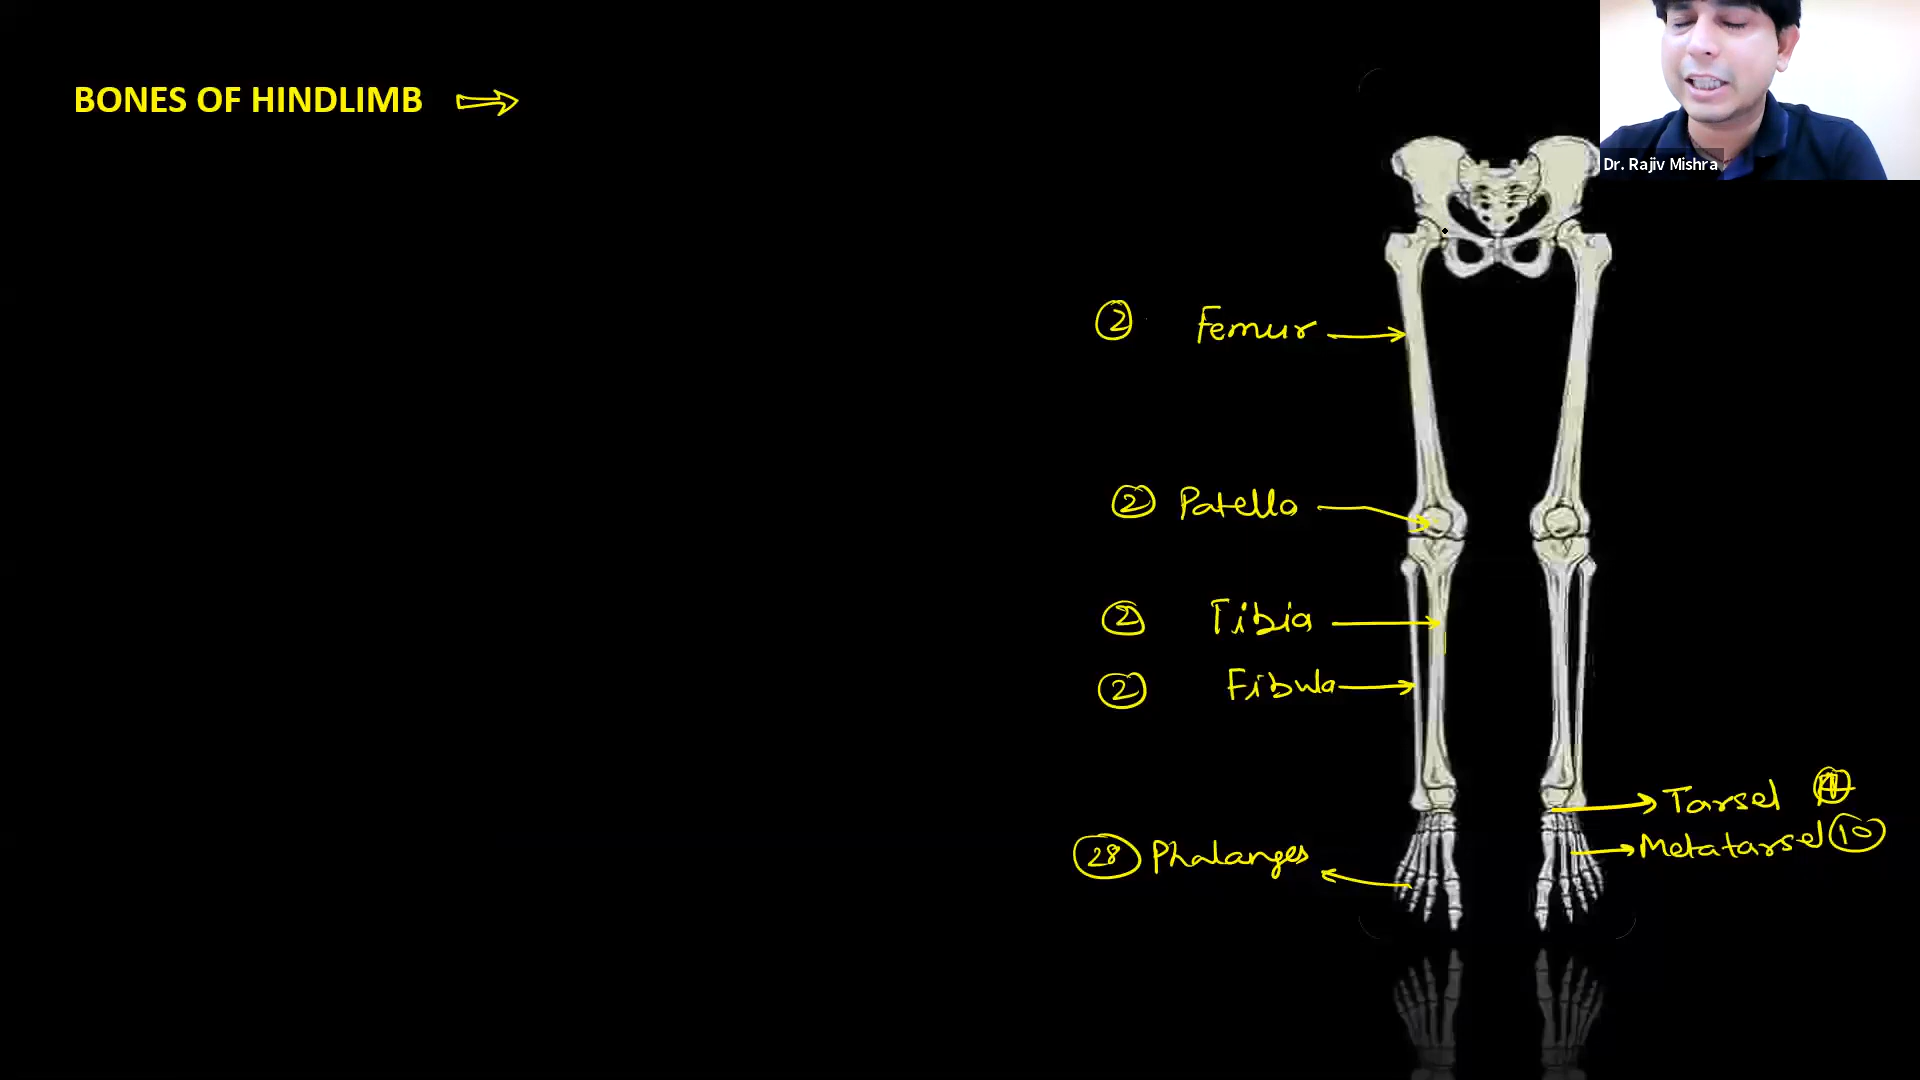 BONES OF HINDLIMB
Dr. Rajiv Mishra
2 Femur
2 Patella
2 Tibia
2 Fibula
Tarsel
Metatarsel 10
28 Phalanges